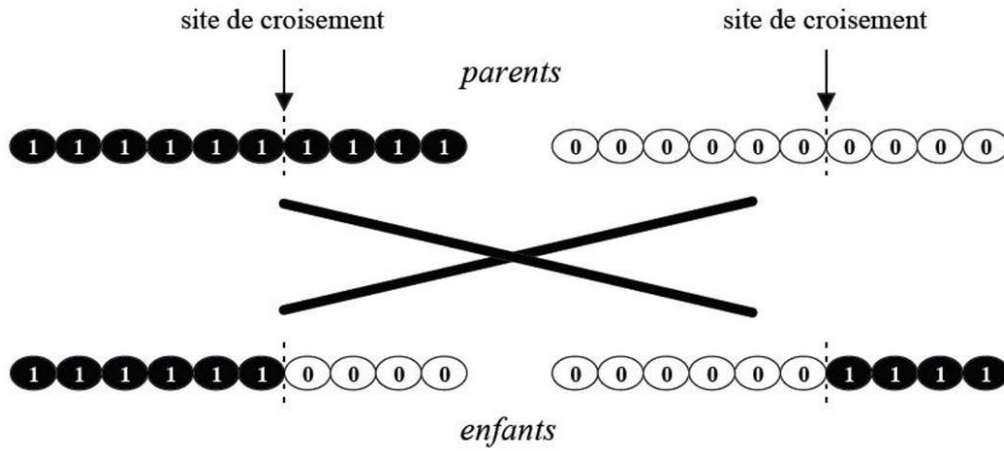 site de croisement site de croisement
parents
1 1 1 1 1 1 1 1 1 1 0 0 0 0 0 0 0 0 0 0
1 1 1 1 1 1 0 0 0 0 0 0 0 0 0 0 1 1 1 1
enfants